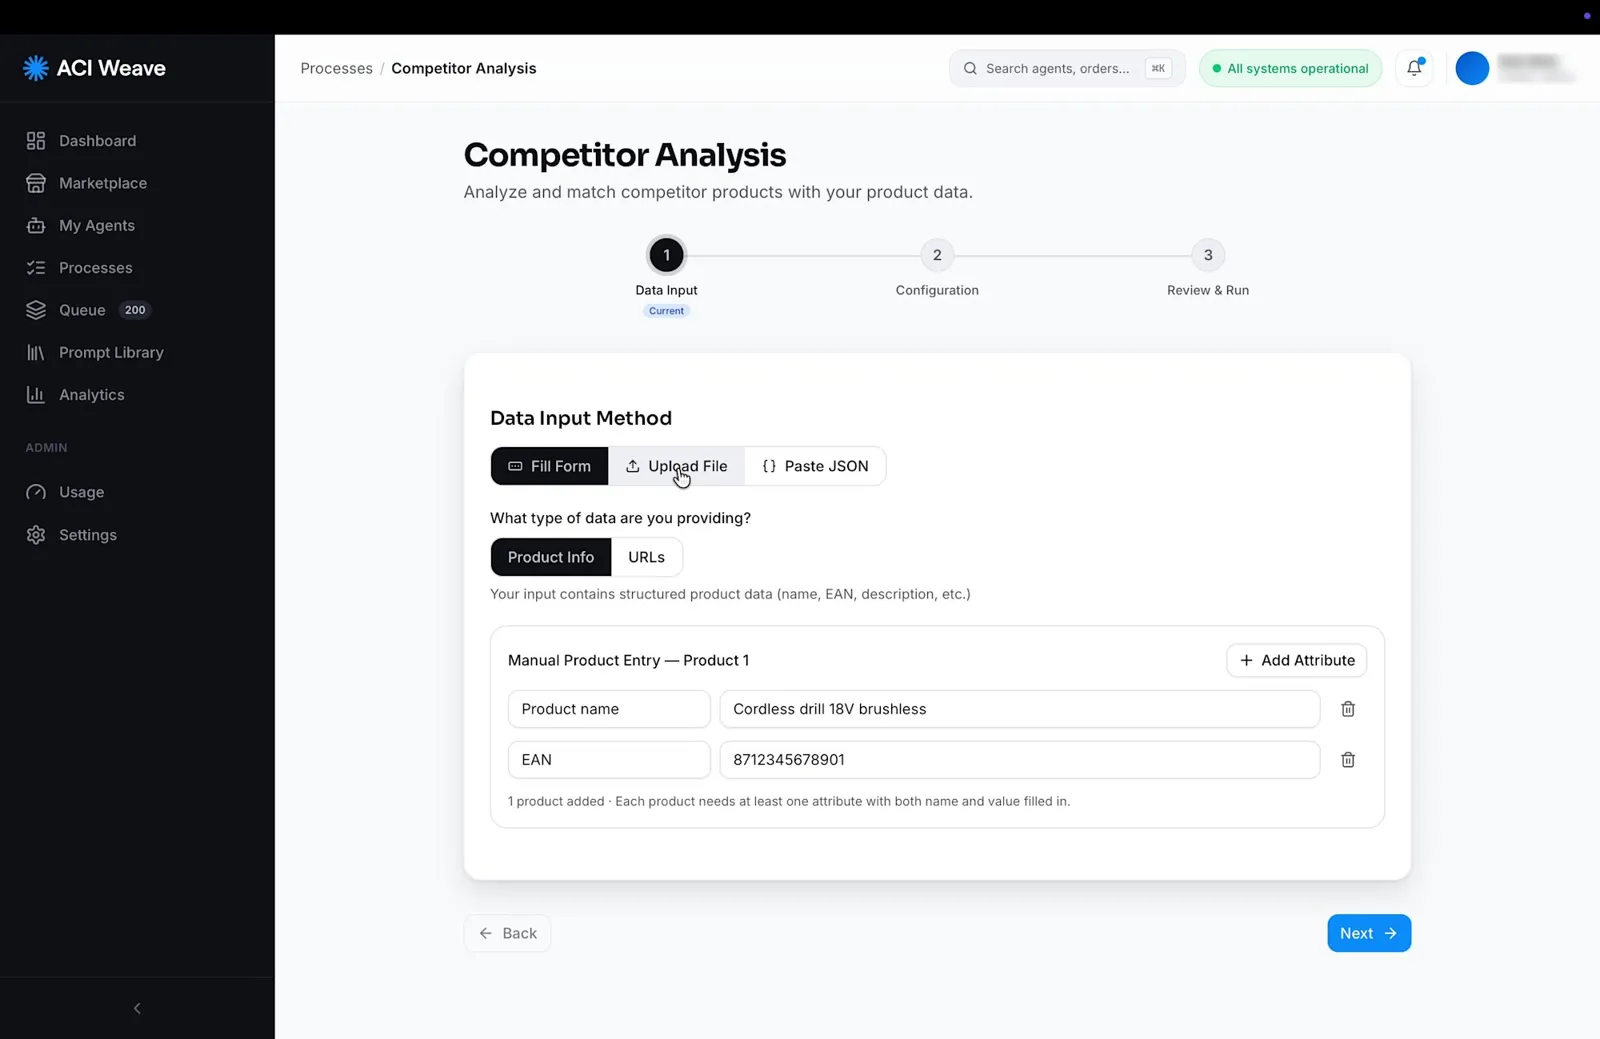 ACI Weave
Processes / Competitor Analysis
Search agents, orders... ⌘K
All systems operational
Dashboard
Marketplace
My Agents
Processes
Queue 200
Prompt Library
Analytics
ADMIN
Usage
Settings
Competitor Analysis
Analyze and match competitor products with your product data.
1 2 3
Data Input Configuration Review & Run
Current
Data Input Method
Fill Form Upload File {} Paste JSON
What type of data are you providing?
Product Info URLs
Your input contains structured product data (name, EAN, description, etc.)
Manual Product Entry — Product 1 + Add Attribute
Product name Cordless drill 18V brushless
EAN 8712345678901
1 product added · Each product needs at least one attribute with both name and value filled in.
← Back Next →